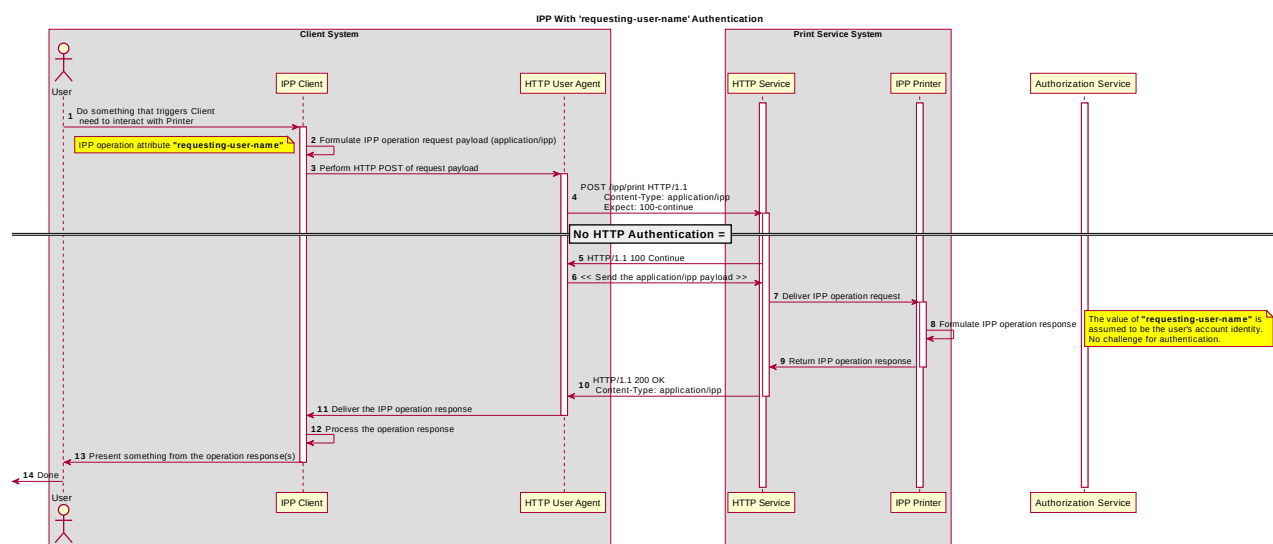 IPP With 'requesting-user-name' Authentication
Client System
Print Service System
User
IPP Client
HTTP User Agent
HTTP Service
IPP Printer
Authorization Service
1 Do something that triggers Client
need to interact with Printer
IPP operation attribute "requesting-user-name"
2 Formulate IPP operation request payload (application/ipp)
3 Perform HTTP POST of request payload
4 POST /ipp/print HTTP/1.1
Content-Type: application/ipp
Expect: 100-continue
No HTTP Authentication =
5 HTTP/1.1 100 Continue
6 << Send the application/ipp payload >>
7 Deliver IPP operation request
8 Formulate IPP operation response
The value of "requesting-user-name" is
assumed to be the user's account identity.
No challenge for authentication.
9 Return IPP operation response
10 HTTP/1.1 200 OK
Content-Type: application/ipp
11 Deliver the IPP operation response
12 Process the operation response
13 Present something from the operation response(s)
14 Done
User
IPP Client
HTTP User Agent
HTTP Service
IPP Printer
Authorization Service